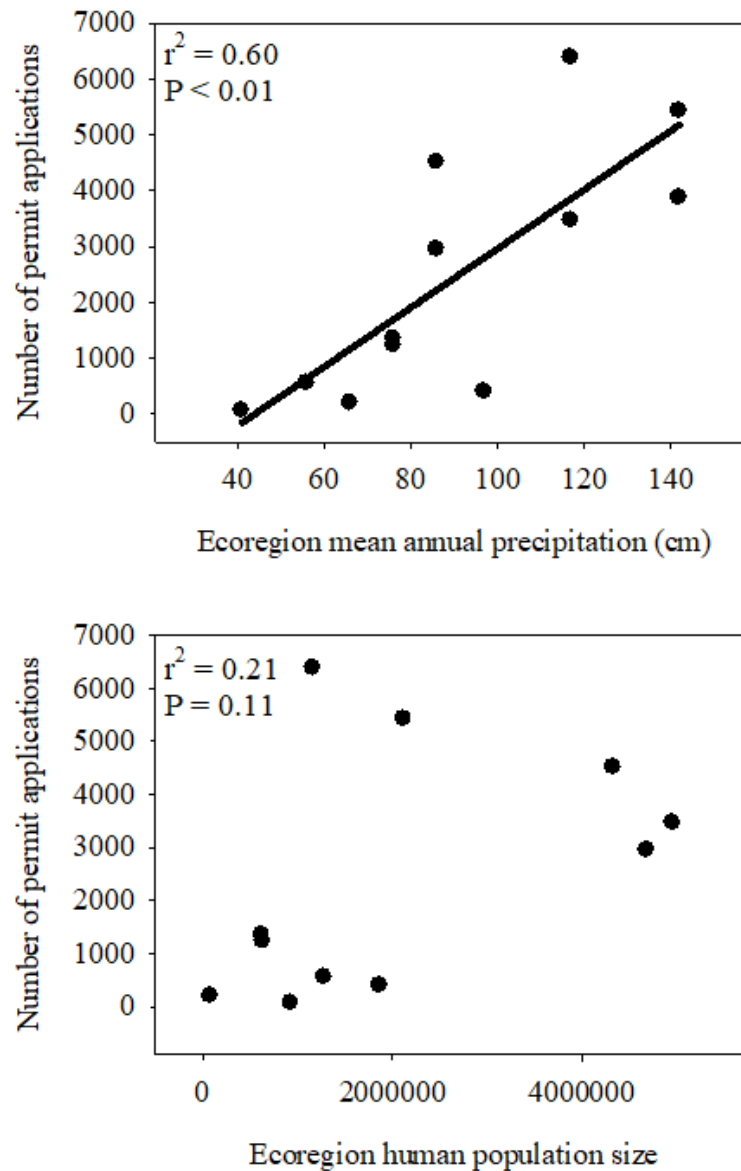 7000
r² = 0.60
6000
P < 0.01
5000
4000
3000
2000
1000
0
Number of permit applications
40 60 80 100 120 140
Ecoregion mean annual precipitation (cm)
7000
r² = 0.21
6000
P = 0.11
5000
4000
3000
2000
1000
0
Number of permit applications
0 2000000 4000000
Ecoregion human population size